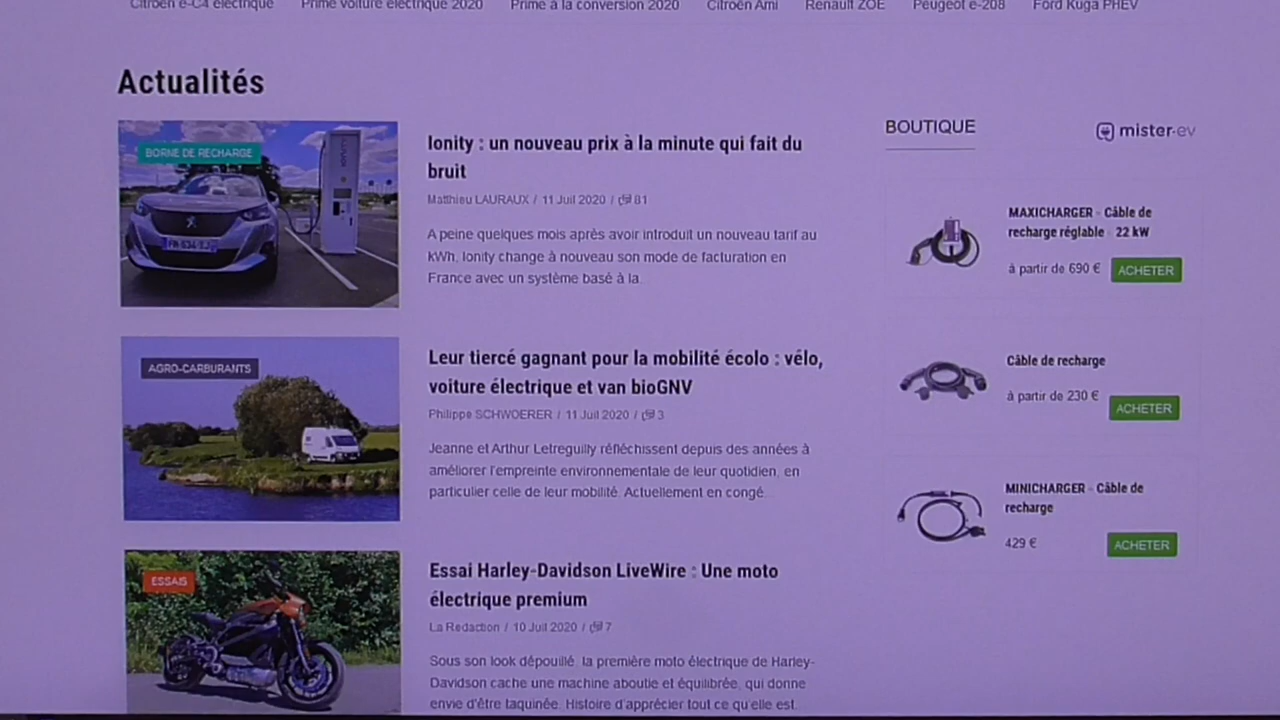 Citroën ë-C4 électrique Prime voiture électrique 2020 Prime à la conversion 2020 Citroën Ami Renault ZOE Peugeot e-208 Ford Kuga PHEV
Actualités
BORNE DE RECHARGE
Ionity : un nouveau prix à la minute qui fait du
bruit
Matthieu LAURAUX / 11 Juil 2020 / 81
A peine quelques mois après avoir introduit un nouveau tarif au
kWh, Ionity change à nouveau son mode de facturation en
France avec un système basé à la.
AGRO-CARBURANTS
Leur tiercé gagnant pour la mobilité écolo : vélo,
voiture électrique et van bioGNV
Philippe SCHWOERER / 11 Juil 2020 / 3
Jeanne et Arthur Letreguilly réfléchissent depuis des années à
améliorer l'empreinte environnementale de leur quotidien, en
particulier celle de leur mobilité. Actuellement en congé.
ESSAIS
Essai Harley-Davidson LiveWire : Une moto
électrique premium
La Redaction / 10 Juil 2020 / 7
Sous son look dépouillé, la première moto électrique de Harley-
Davidson cache une machine aboutie et équilibrée, qui donne
envie d'être taquinée. Histoire d'apprécier tout ce qu'elle est.
BOUTIQUE
mister-ev
MAXICHARGER - Câble de
recharge réglable - 22 kW
à partir de 690 € ACHETER
Câble de recharge
à partir de 230 € ACHETER
MINICHARGER - Câble de
recharge
429 € ACHETER